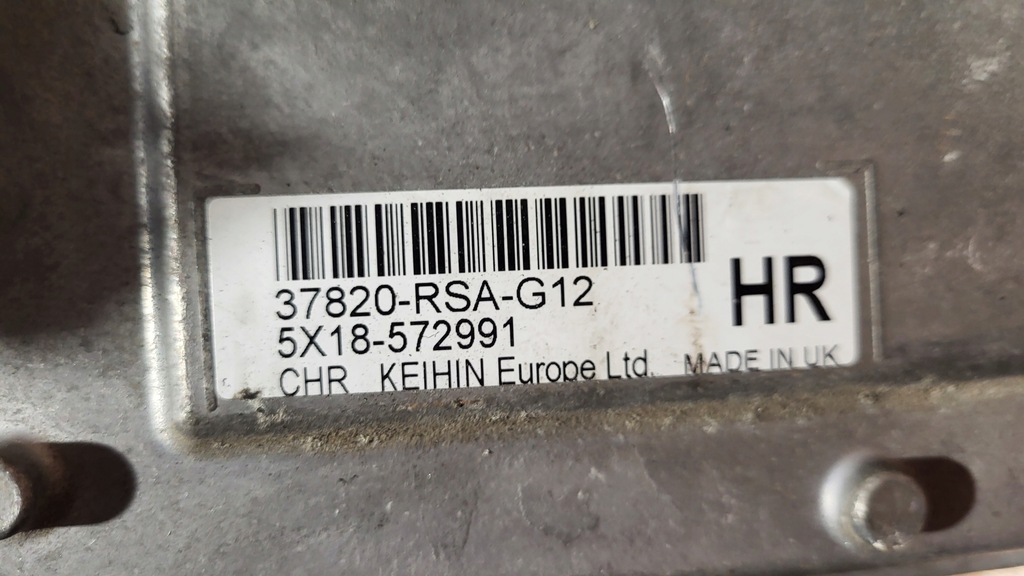 37820-RSA-G12
HR
5X18-572991
CHR KEIHIN Europe Ltd. MADE IN UK